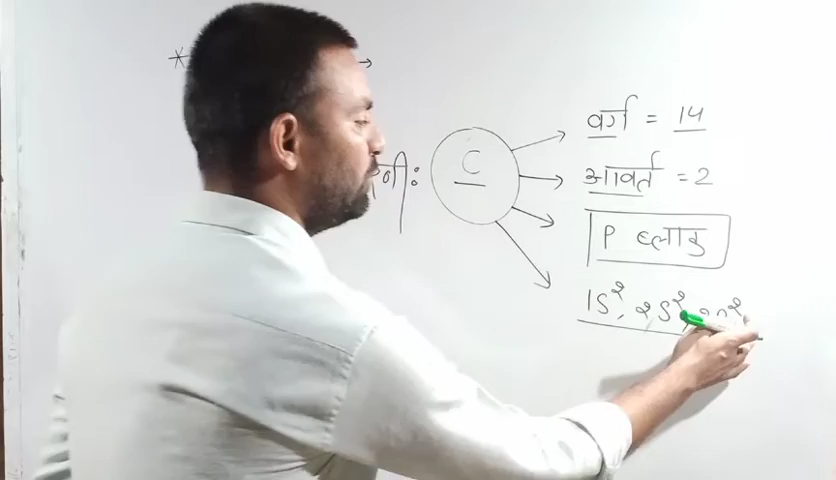 C
वर्ग = 14
आवर्त = 2
P ब्लाक
1S², 2S², 2p²